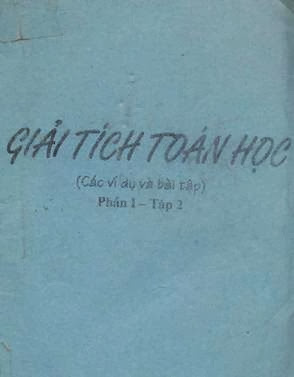 GIẢI TÍCH TOÁN HỌC
(Các ví dụ và bài tập)
Phần I – Tập 2